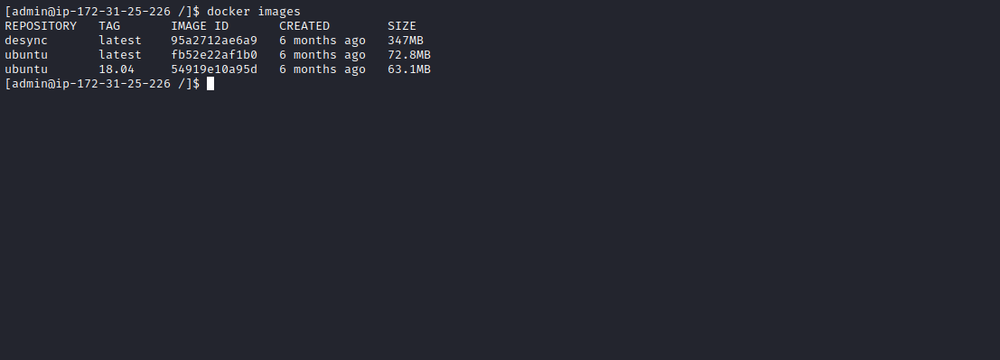 [admin@ip-172-31-25-226 /]$ docker images
REPOSITORY   TAG       IMAGE ID       CREATED        SIZE
desync       latest    95a2712ae6a9   6 months ago   347MB
ubuntu       latest    fb52e22af1b0   6 months ago   72.8MB
ubuntu       18.04     54919e10a95d   6 months ago   63.1MB
[admin@ip-172-31-25-226 /]$